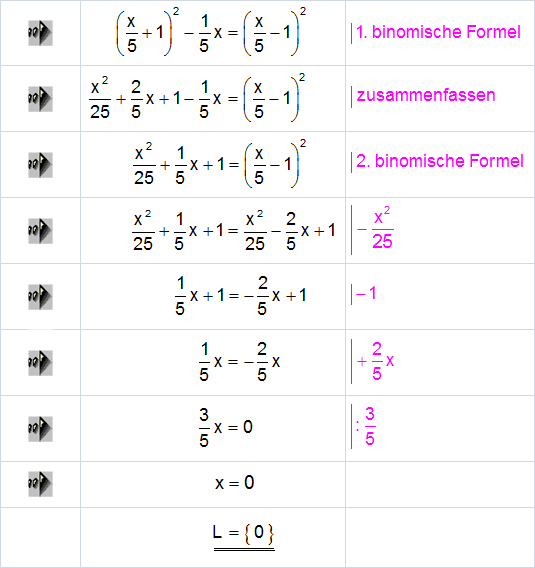 (x/5 + 1)² − 1/5 x = (x/5 − 1)² | 1. binomische Formel
x²/25 + 2/5 x + 1 − 1/5 x = (x/5 − 1)² | zusammenfassen
x²/25 + 1/5 x + 1 = (x/5 − 1)² | 2. binomische Formel
x²/25 + 1/5 x + 1 = x²/25 − 2/5 x + 1 | − x²/25
1/5 x + 1 = − 2/5 x + 1 | − 1
1/5 x = − 2/5 x | + 2/5 x
3/5 x = 0 | : 3/5
x = 0
L = { 0 }